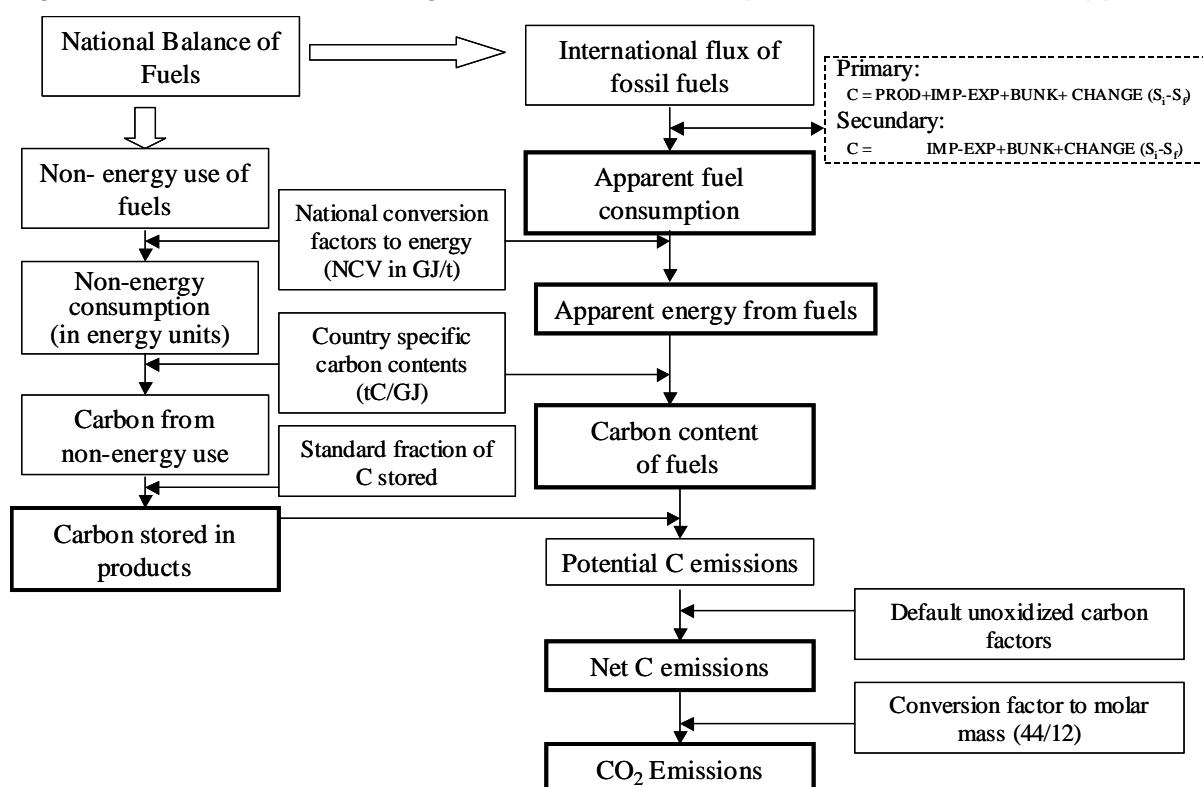 National Balance of
Fuels
International flux of
fossil fuels
Primary:
C = PROD+IMP-EXP+BUNK+ CHANGE (Si-Sf)
Secundary:
C = IMP-EXP+BUNK+CHANGE (Si-Sf)
Non- energy use of
fuels
National conversion
factors to energy
(NCV in GJ/t)
Apparent fuel
consumption
Non-energy
consumption
(in energy units)
Apparent energy from fuels
Country specific
carbon contents
(tC/GJ)
Carbon from
non-energy use
Carbon content
of fuels
Standard fraction of
C stored
Carbon stored in
products
Potential C emissions
Default unoxidized carbon
factors
Net C emissions
Conversion factor to molar
mass (44/12)
CO2 Emissions